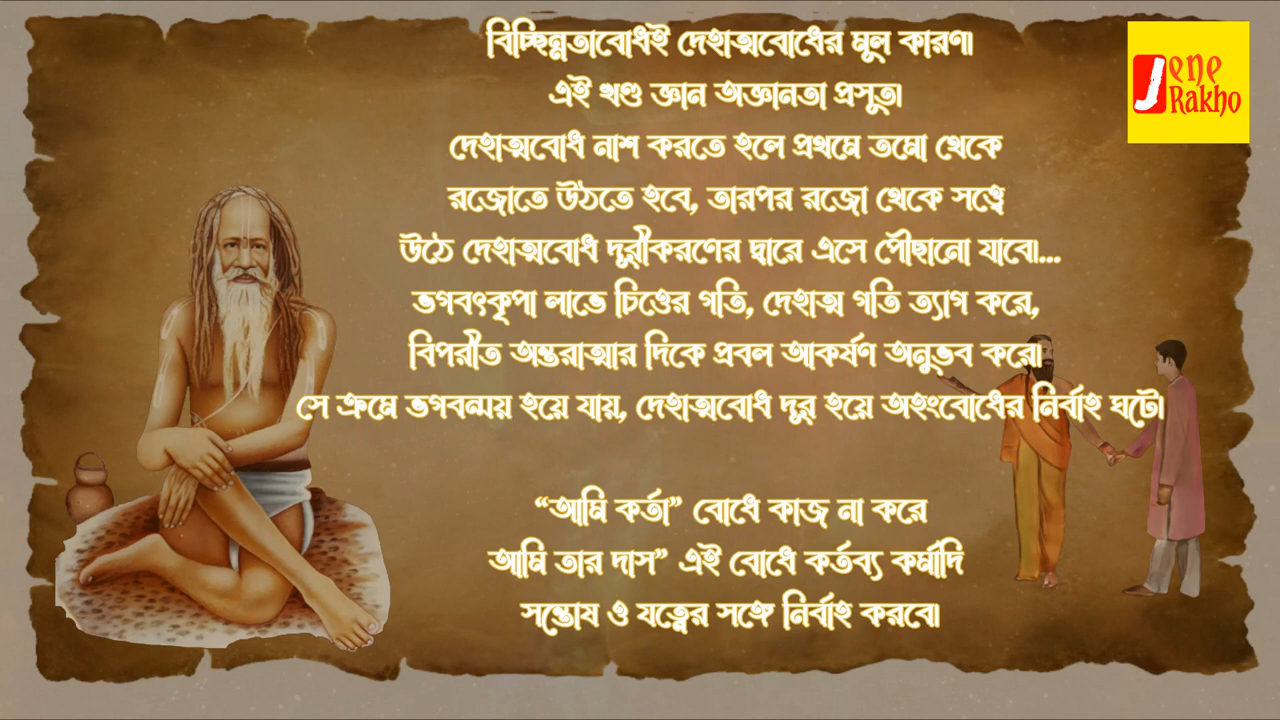 বিচ্ছিন্নতাবোধই দেহাত্মবোধের মূল কারণ।
এই খণ্ড জ্ঞান অজ্ঞানতা প্রসূত।
দেহাত্মবোধ নাশ করতে হলে প্রথমে তমো থেকে
রজোতে উঠতে হবে, তারপর রজো থেকে সত্ত্বে
উঠে দেহাত্মবোধ দূরীকরণের দ্বারে এসে পৌছানো যাবে।...
ভগবৎকৃপা লাভে চিত্তের গতি, দেহাত্ম গতি ত্যাগ করে,
বিপরীত অন্তরাত্মার দিকে প্রবল আকর্ষণ অনুভব করে।
সে ক্রমে ভগবন্ময় হয়ে যায়, দেহাত্মবোধ দূর হয়ে অহংবোধের নির্বাহ ঘটে।
“আমি কর্তা” বোধে কাজ না করে
আমি তার দাস” এই বোধে কর্তব্য কর্মাদি
সন্তোষ ও যত্নের সঙ্গে নির্বাহ করবে।
Jene
Rakho